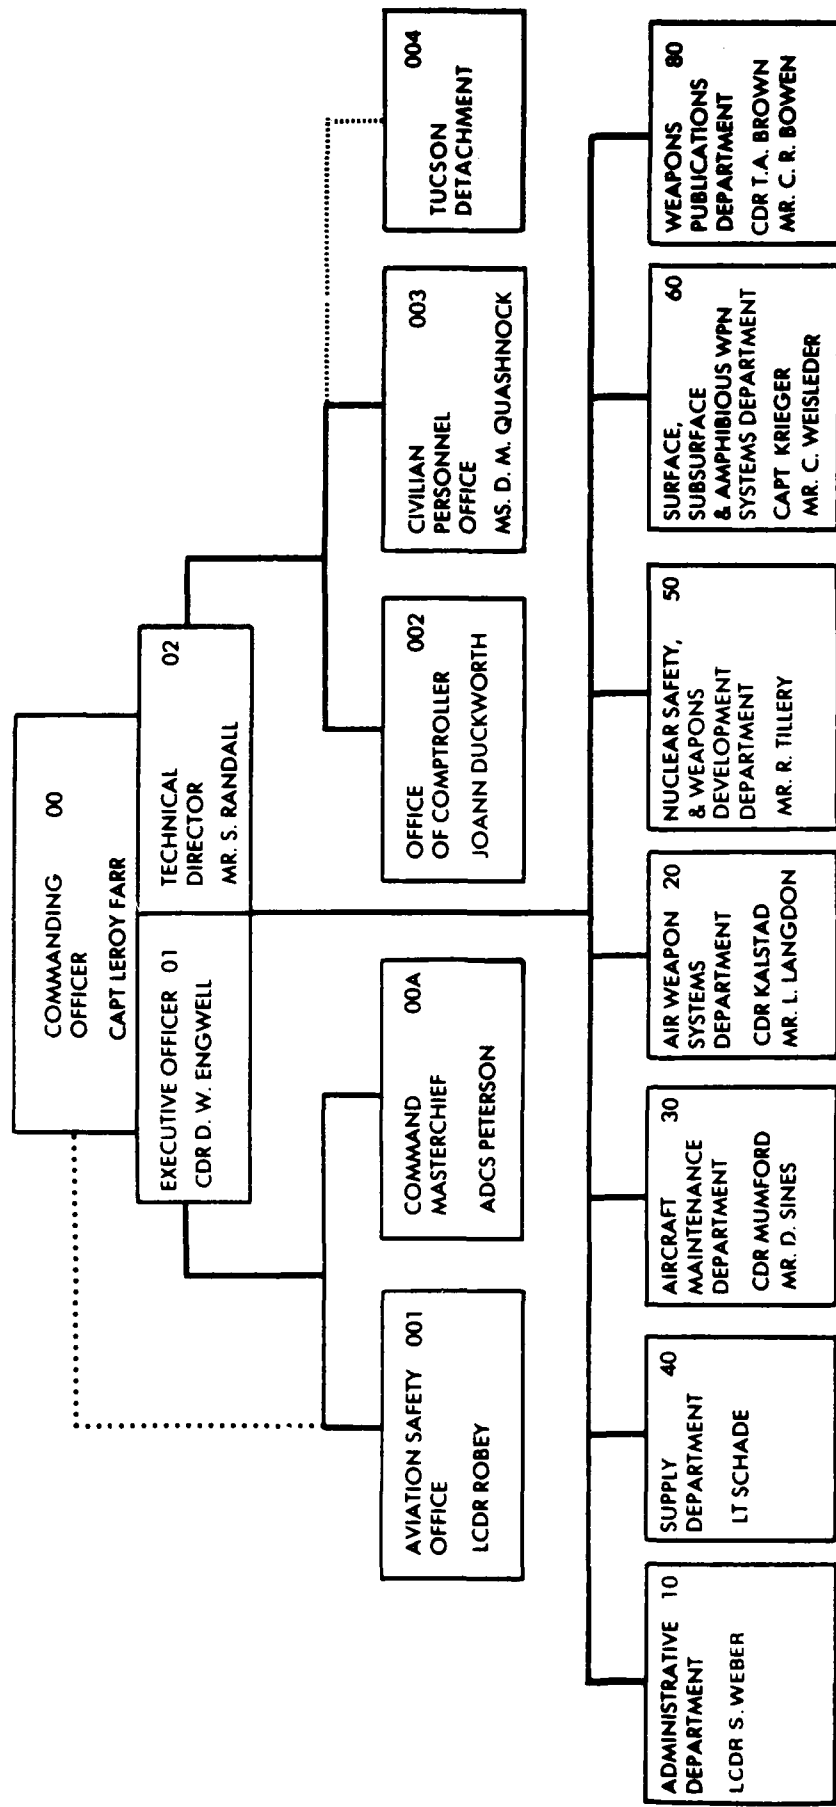 COMMANDING 00
OFFICER
CAPT LEROY FARR
EXECUTIVE OFFICER 01
CDR D. W. ENGWELL
TECHNICAL 02
DIRECTOR
MR. S. RANDALL
AVIATION SAFETY 001
OFFICE
LCDR ROBEY
COMMAND 00A
MASTERCHIEF
ADCS PETERSON
OFFICE 002
OF COMPTROLLER
JOANN DUCKWORTH
CIVILIAN 003
PERSONNEL
OFFICE
MS. D. M. QUASHNOCK
004
TUCSON
DETACHMENT
ADMINISTRATIVE 10
DEPARTMENT
LCDR S. WEBER
SUPPLY 40
DEPARTMENT
LT SCHADE
AIRCRAFT 30
MAINTENANCE
DEPARTMENT
CDR MUMFORD
MR. D. SINES
AIR WEAPON 20
SYSTEMS
DEPARTMENT
CDR KALSTAD
MR. L. LANGDON
NUCLEAR SAFETY, 50
& WEAPONS
DEVELOPMENT
DEPARTMENT
MR. R. TILLERY
SURFACE, 60
SUBSURFACE
& AMPHIBIOUS WPN
SYSTEMS DEPARTMENT
CAPT KRIEGER
MR. C. WEISLEDER
WEAPONS 80
PUBLICATIONS
DEPARTMENT
CDR T.A. BROWN
MR. C. R. BOWEN